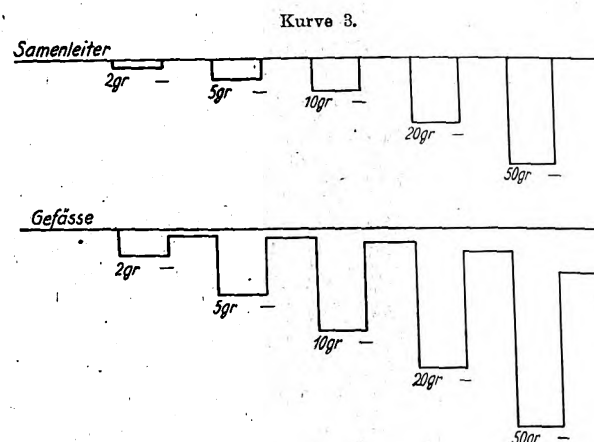 Kurve 3.
Samenleiter
2gr —
5gr —
10gr —
20gr —
50gr —
Gefässe
2gr —
5gr —
10gr —
20gr —
50gr —